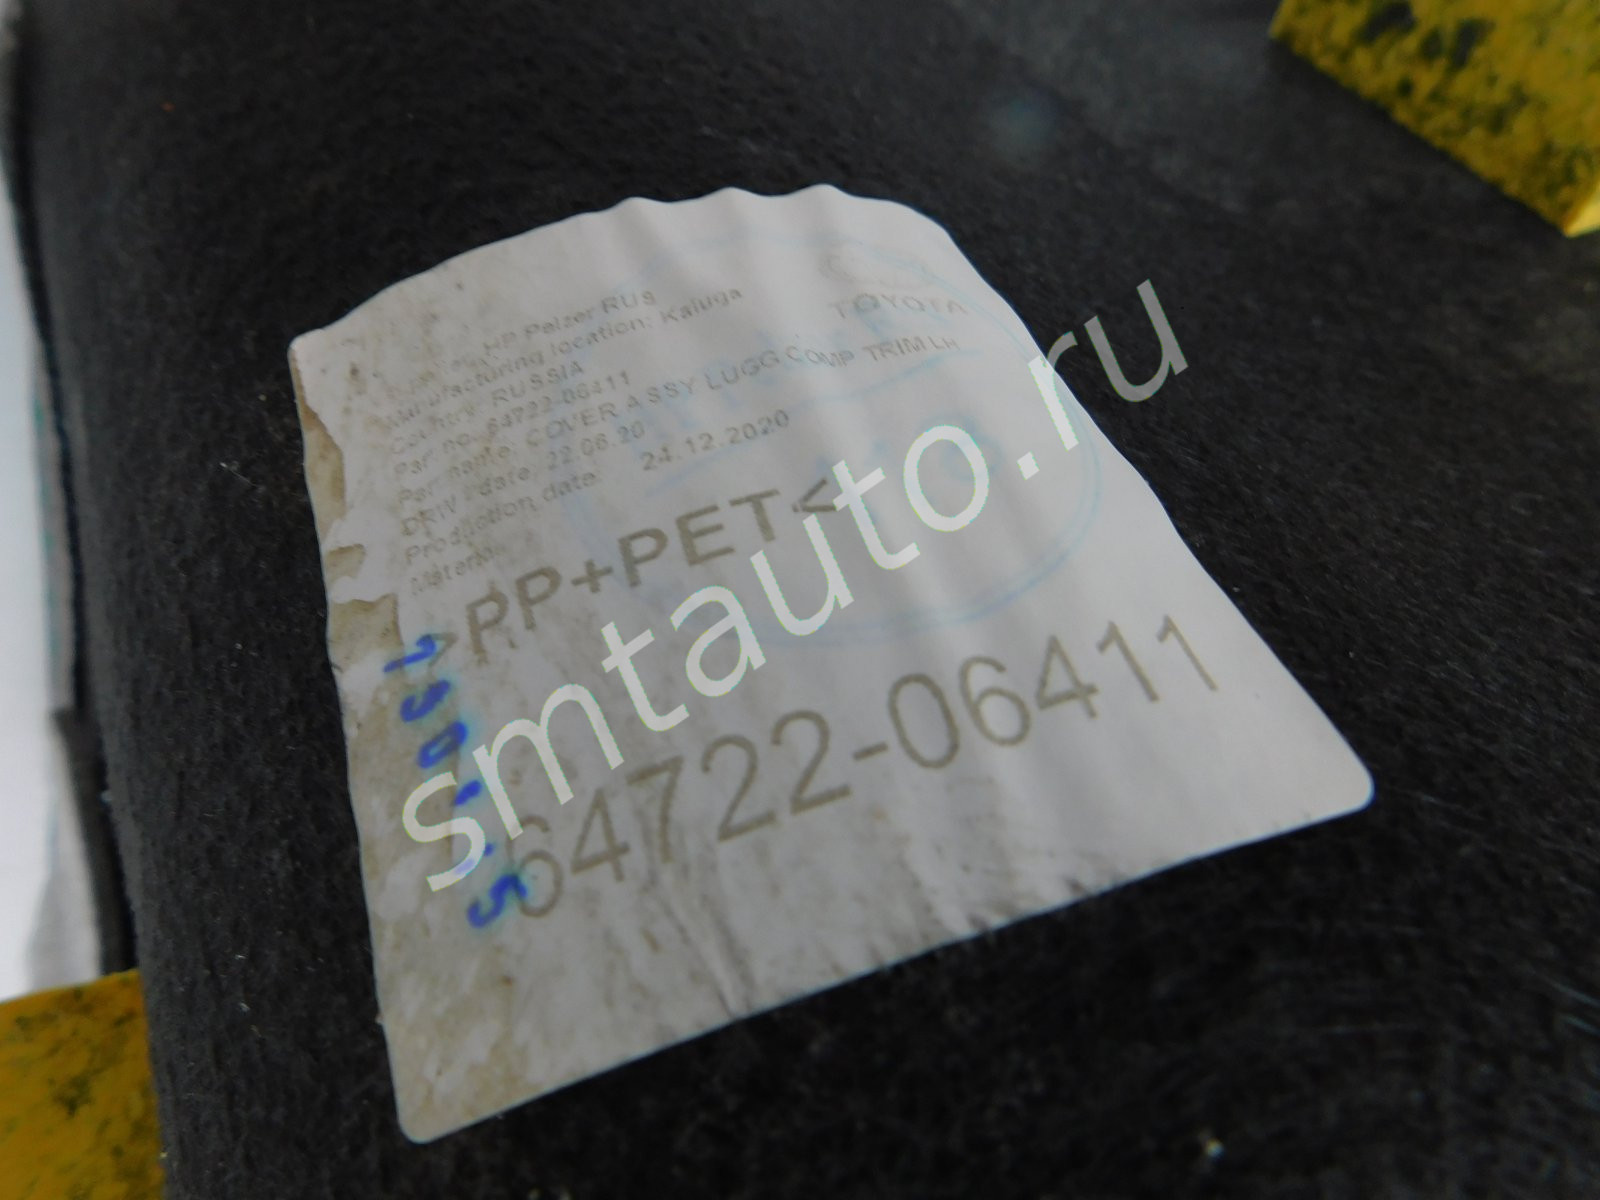 HP Pelzer RUS
Manufacturing location: Kaluga
Country: RUSSIA
TOYOTA
Part no: 64722-06411
Part name: COVER ASSY LUGG COMP TRIM LH
DRW. date: 22.06.20
Production date: 24.12.2020
Material:
>PP+PET<
64722-06411
smtauto.ru